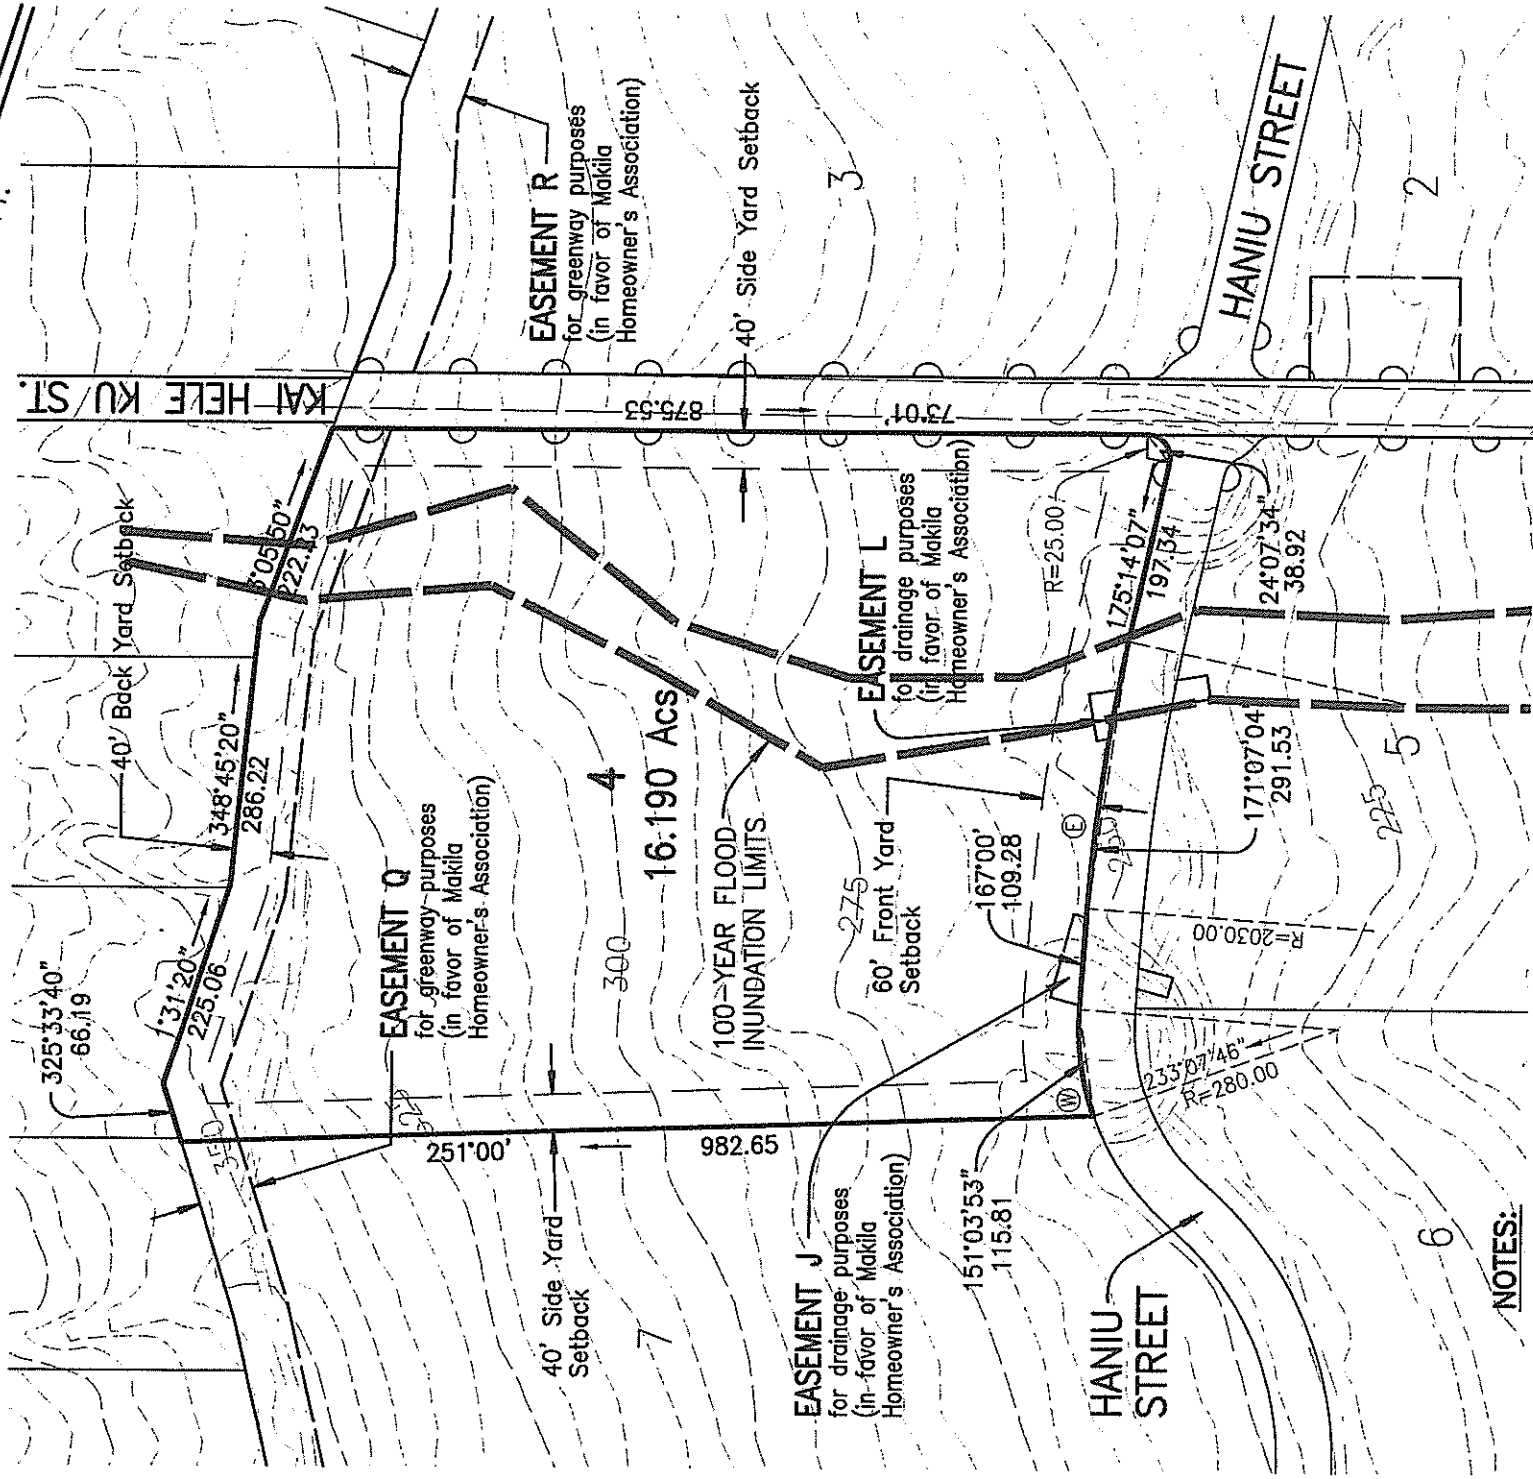 KAI HELE KU ST.
EASEMENT R
for greenway purposes
(in favor of Makila
Homeowner's Association)
40' Side Yard Setback
3
HANIU STREET
2
875.53
73°01'
40' Back Yard Setback
222.13
348°45'20"
286.22
1°31'20"
225.06
325°33'40"
66.19
EASEMENT Q
for greenway purposes
(in favor of Makila
Homeowner's Association)
4
16.190 Acs
300
100-YEAR FLOOD
INUNDATION LIMITS
275
60' Front Yard
Setback
EASEMENT L
for drainage purposes
(in favor of Makila
Homeowner's Association)
R=25.00
175°14'07"
197.34
24°07'34"
38.92
167°00'
109.28
E
171°07'04"
291.53
5
225
R=2030.00
233°07'46"
R=280.00
W
350
251°00'
982.65
40' Side Yard
Setback
7
EASEMENT J
for drainage purposes
(in favor of Makila
Homeowner's Association)
151°03'53"
115.81
HANIU
STREET
6
NOTES: